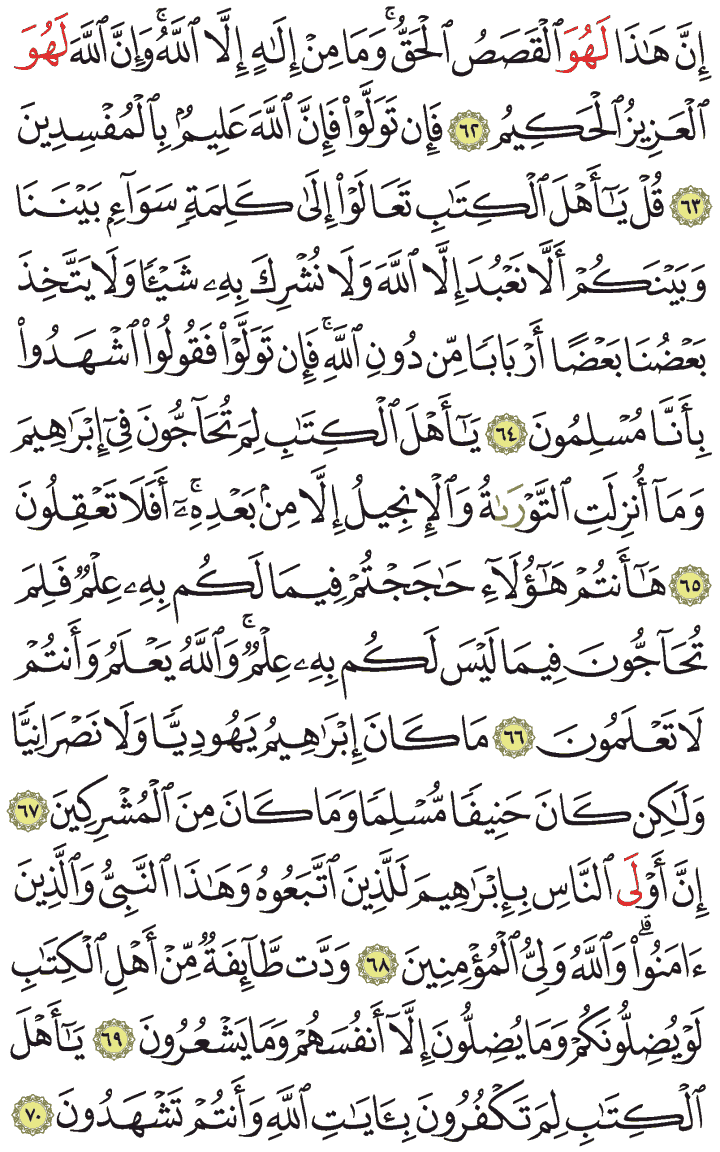 إِنَّ هَٰذَا لَهُوَ ٱلْقَصَصُ ٱلْحَقُّ ۚ وَمَا مِنْ إِلَٰهٍ إِلَّا ٱللَّهُ ۚ وَإِنَّ ٱللَّهَ لَهُوَ
ٱلْعَزِيزُ ٱلْحَكِيمُ ٦٢ فَإِن تَوَلَّوْا۟ فَإِنَّ ٱللَّهَ عَلِيمٌۢ بِٱلْمُفْسِدِينَ
٦٣ قُلْ يَٰٓأَهْلَ ٱلْكِتَٰبِ تَعَالَوْا۟ إِلَىٰ كَلِمَةٍ سَوَآءٍۭ بَيْنَنَا
وَبَيْنَكُمْ أَلَّا نَعْبُدَ إِلَّا ٱللَّهَ وَلَا نُشْرِكَ بِهِۦ شَيْـًٔا وَلَا يَتَّخِذَ
بَعْضُنَا بَعْضًا أَرْبَابًا مِّن دُونِ ٱللَّهِ ۚ فَإِن تَوَلَّوْا۟ فَقُولُوا۟ ٱشْهَدُوا۟
بِأَنَّا مُسْلِمُونَ ٦٤ يَٰٓأَهْلَ ٱلْكِتَٰبِ لِمَ تُحَآجُّونَ فِىٓ إِبْرَٰهِيمَ
وَمَآ أُنزِلَتِ ٱلتَّوْرَىٰةُ وَٱلْإِنجِيلُ إِلَّا مِنۢ بَعْدِهِۦٓ ۚ أَفَلَا تَعْقِلُونَ
٦٥ هَٰٓأَنتُمْ هَٰٓؤُلَآءِ حَٰجَجْتُمْ فِيمَا لَكُم بِهِۦ عِلْمٌ فَلِمَ
تُحَآجُّونَ فِيمَا لَيْسَ لَكُم بِهِۦ عِلْمٌ ۚ وَٱللَّهُ يَعْلَمُ وَأَنتُمْ
لَا تَعْلَمُونَ ٦٦ مَا كَانَ إِبْرَٰهِيمُ يَهُودِيًّا وَلَا نَصْرَانِيًّا
وَلَٰكِن كَانَ حَنِيفًا مُّسْلِمًا وَمَا كَانَ مِنَ ٱلْمُشْرِكِينَ ٦٧
إِنَّ أَوْلَى ٱلنَّاسِ بِإِبْرَٰهِيمَ لَلَّذِينَ ٱتَّبَعُوهُ وَهَٰذَا ٱلنَّبِىُّ وَٱلَّذِينَ
ءَامَنُوا۟ ۗ وَٱللَّهُ وَلِىُّ ٱلْمُؤْمِنِينَ ٦٨ وَدَّت طَّآئِفَةٌ مِّنْ أَهْلِ ٱلْكِتَٰبِ
لَوْ يُضِلُّونَكُمْ وَمَا يُضِلُّونَ إِلَّآ أَنفُسَهُمْ وَمَا يَشْعُرُونَ ٦٩ يَٰٓأَهْلَ
ٱلْكِتَٰبِ لِمَ تَكْفُرُونَ بِـَٔايَٰتِ ٱللَّهِ وَأَنتُمْ تَشْهَدُونَ ٧٠